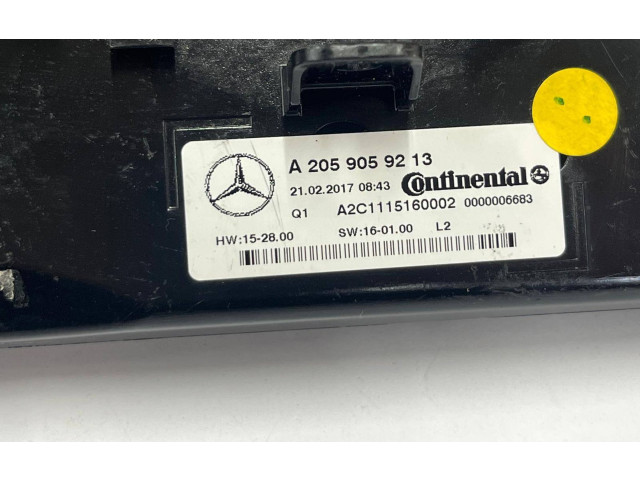 A 205 905 92 13
21.02.2017 08:43 Continental
Q1 A2C1115160002 0000006683
HW:15-28.00 SW:16-01.00 L2